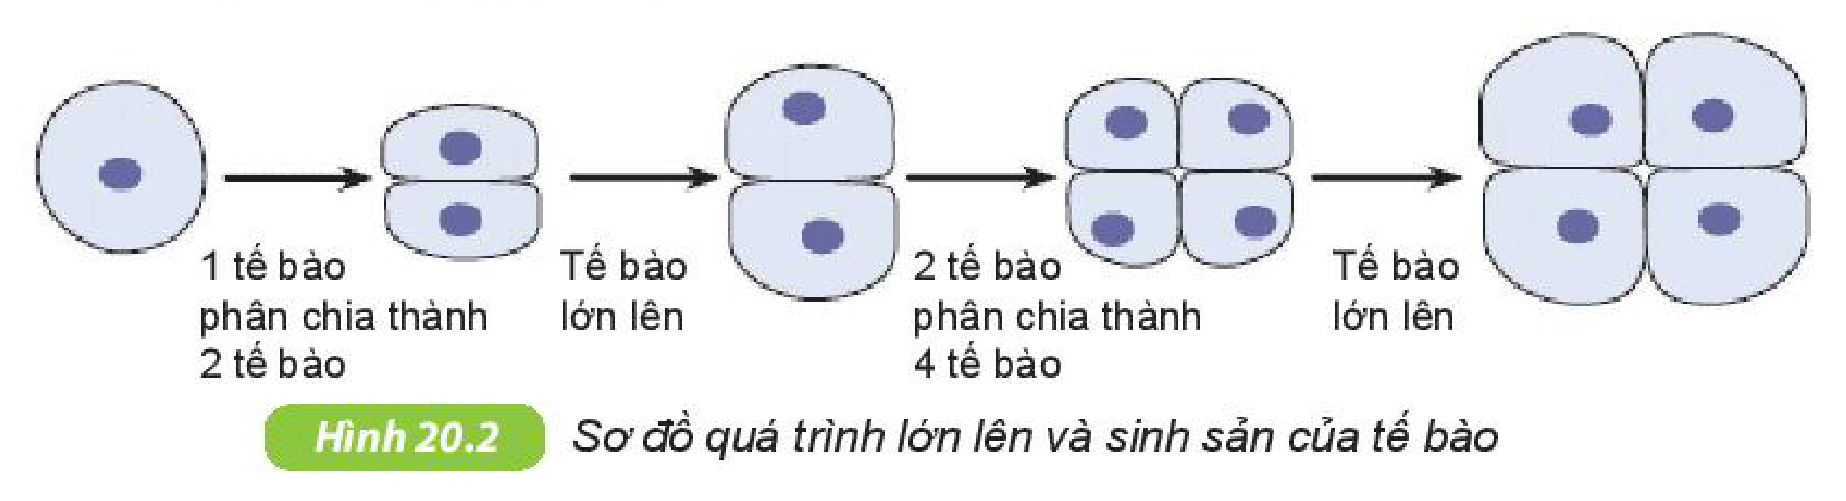 1 tế bào
phân chia thành
2 tế bào
Tế bào
lớn lên
2 tế bào
phân chia thành
4 tế bào
Tế bào
lớn lên
Hình 20.2 Sơ đồ quá trình lớn lên và sinh sản của tế bào